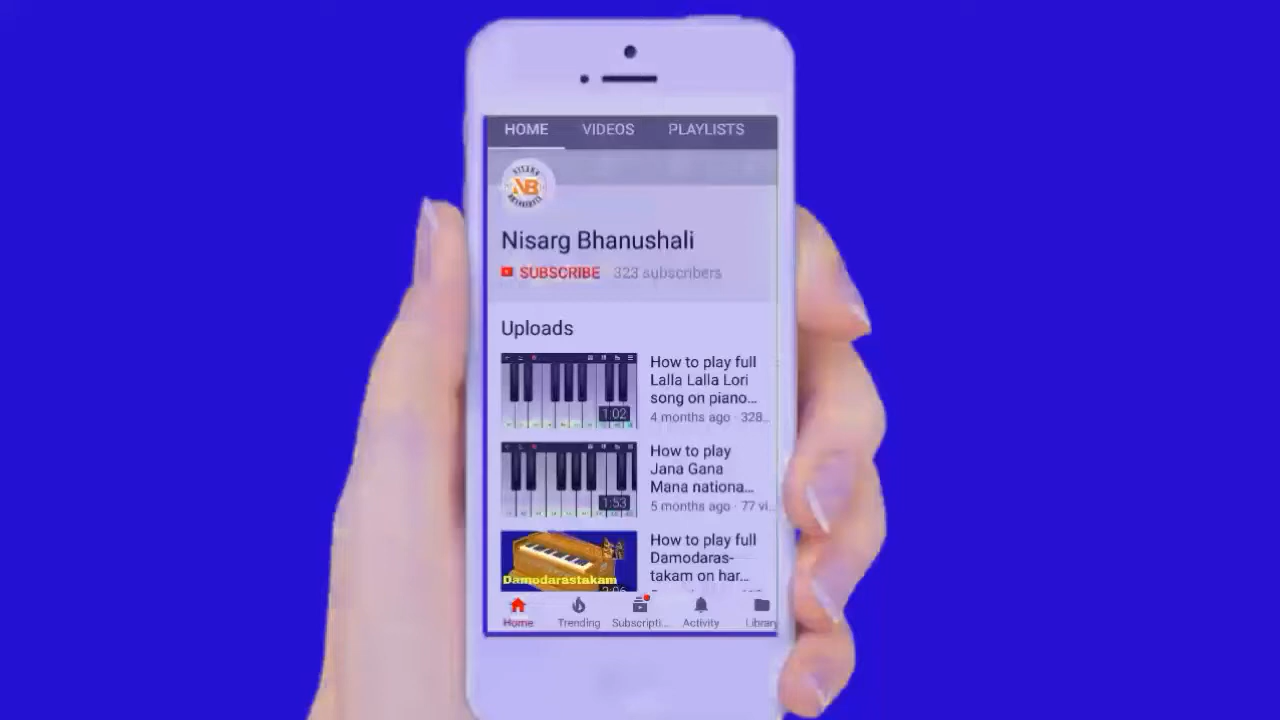 HOME VIDEOS PLAYLISTS
NB
Nisarg Bhanushali
SUBSCRIBE 323 subscribers
Uploads
How to play full
Lalla Lalla Lori
song on piano...
1:02
4 months ago · 328...
How to play
Jana Gana
Mana nationa...
1:53
5 months ago · 77 vi...
How to play full
Damodaras-
takam on har...
Damodarastakam
Home Trending Subscripti... Activity Library